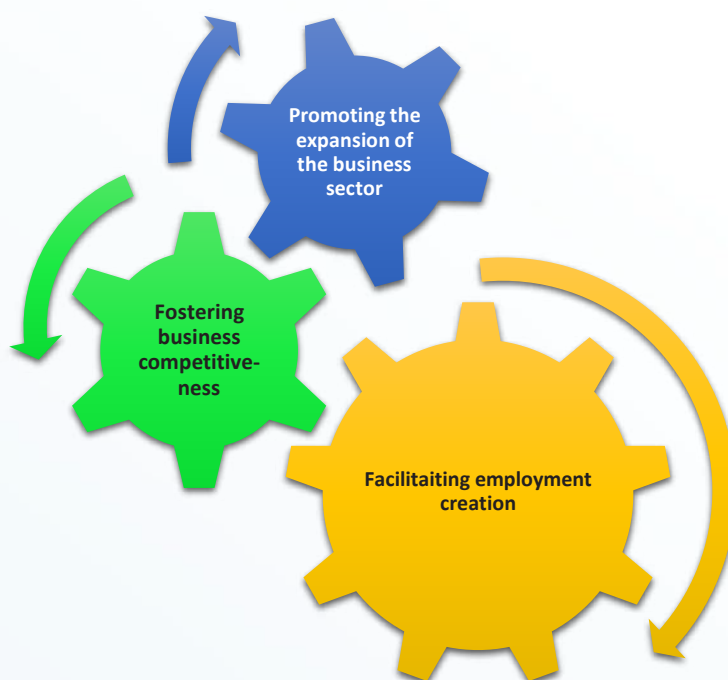 Promoting the
expansion of
the business
sector
Fostering
business
competitive-
ness
Facilitaiting employment
creation